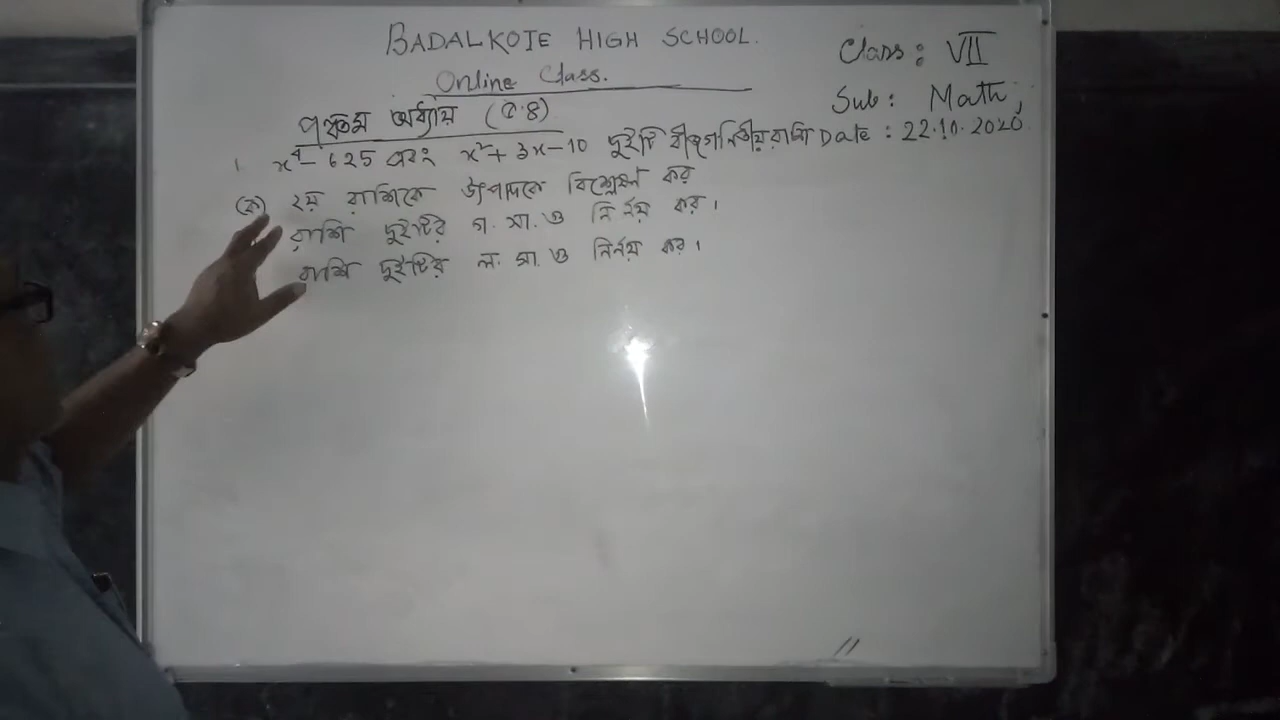 BADALKOTE HIGH SCHOOL.
Online Class.
Class: VII
Sub: Math;
Date: 22.10.2020
পঞ্চম অধ্যায় (৫.৪)
1. x⁴ - 625 এবং x² + 3x - 10 দুইটি বীজগণিতীয় রাশি
(ক) ২য় রাশিকে উৎপাদকে বিশ্লেষণ কর
রাশি দুইটির গ. সা. গু নির্ণয় কর।
রাশি দুইটির ল. সা. গু নির্ণয় কর।